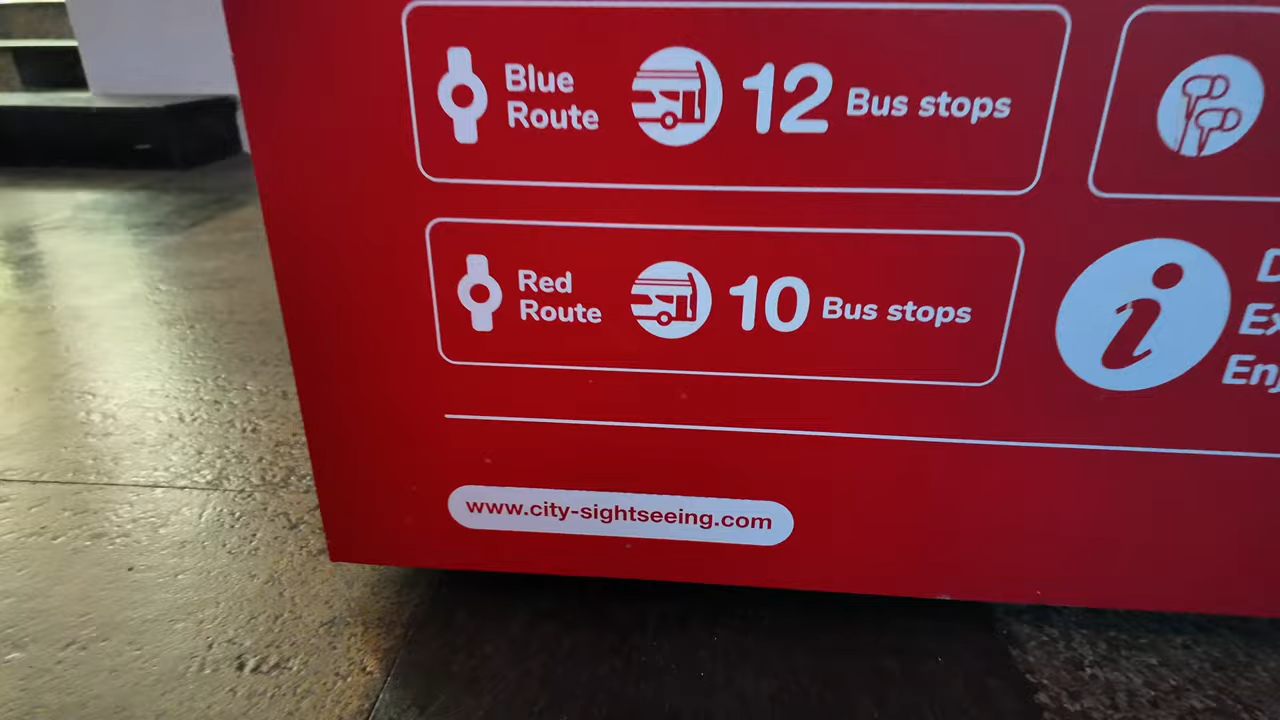 Blue
Route
12 Bus stops
Red
Route
10 Bus stops
www.city-sightseeing.com